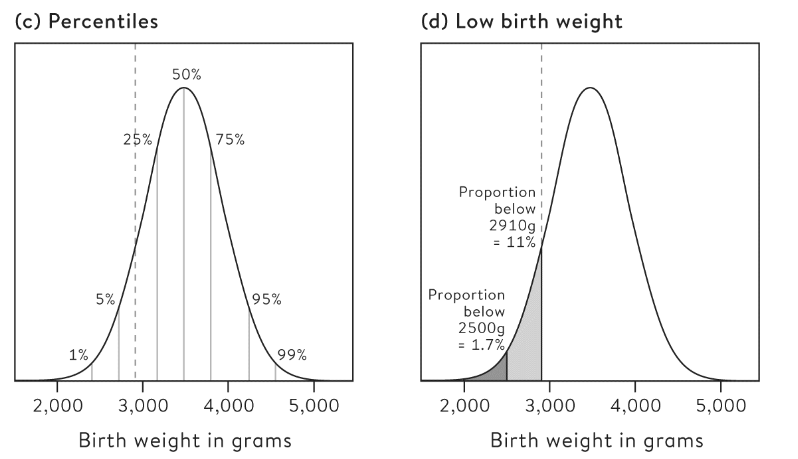 (c) Percentiles
50%
25%
75%
5%
95%
1%
99%
2,000 3,000 4,000 5,000
Birth weight in grams
(d) Low birth weight
Proportion
below
2910g
= 11%
Proportion
below
2500g
= 1.7%
2,000 3,000 4,000 5,000
Birth weight in grams